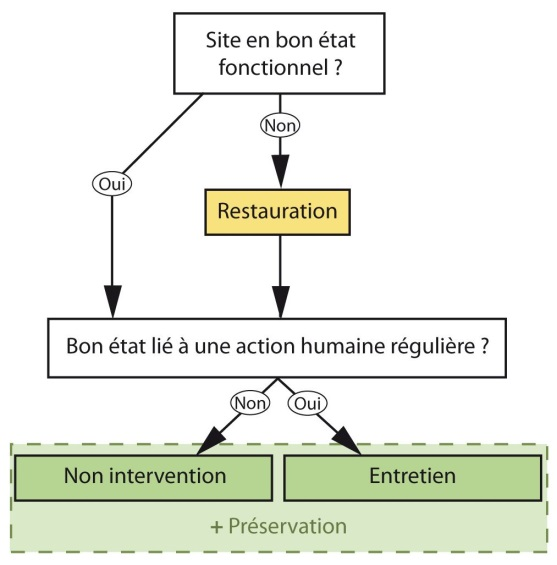 Site en bon état
fonctionnel ?
Non
Oui
Restauration
Bon état lié à une action humaine régulière ?
Non
Oui
Non intervention
Entretien
+ Préservation